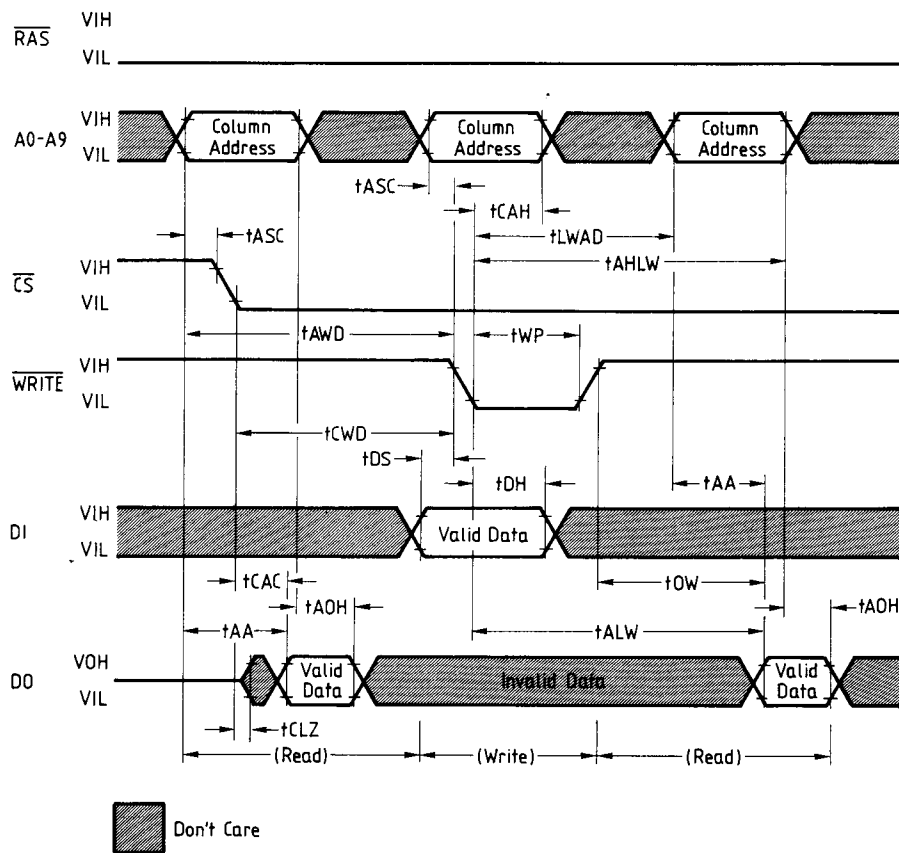 RAS VIH
VIL
A0-A9 VIH
VIL
Column Address
Column Address
Column Address
tASC
tCAH
tLWAD
tASC
tAHLW
CS VIH
VIL
tAWD
tWP
WRITE VIH
VIL
tCWD
tDS
tDH
tAA
DI VIH
VIL
Valid Data
tCAC
tOW
tAOH
tAOH
tAA
tALW
DO VOH
VIL
Valid Data
Invalid Data
Valid Data
tCLZ
(Read)
(Write)
(Read)
Don't Care